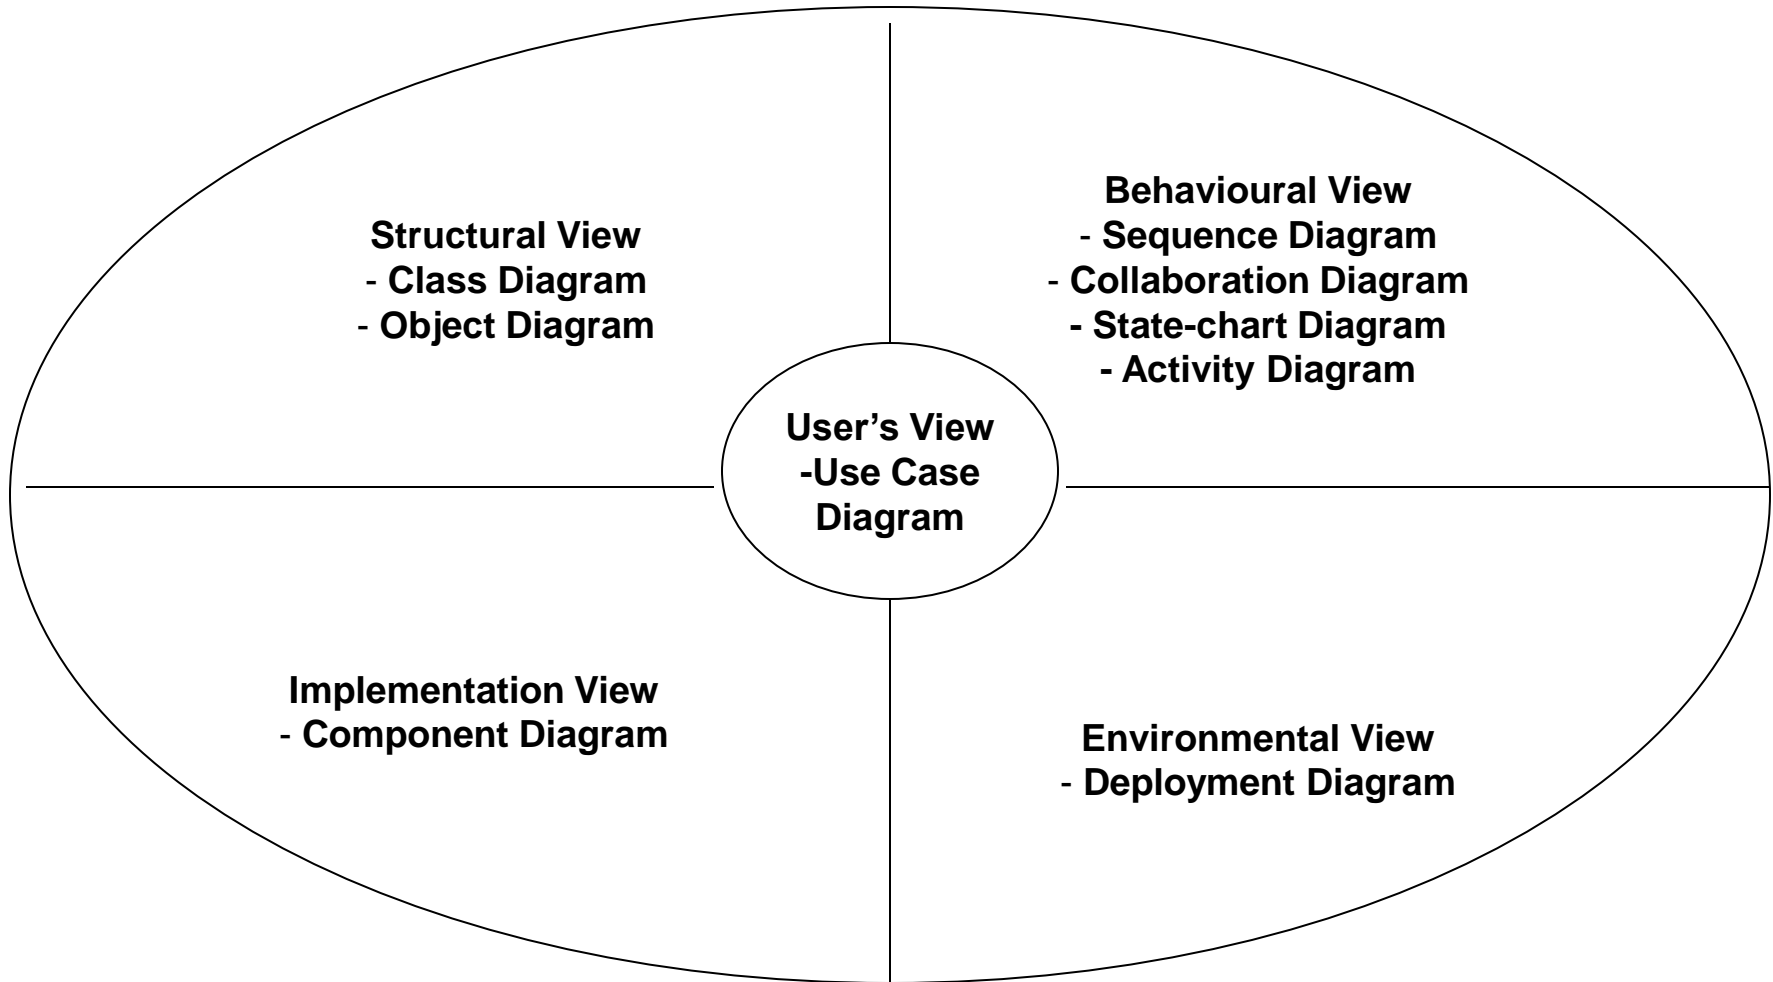 Structural View
- Class Diagram
- Object Diagram
Behavioural View
- Sequence Diagram
- Collaboration Diagram
- State-chart Diagram
- Activity Diagram
User’s View
-Use Case
Diagram
Implementation View
- Component Diagram
Environmental View
- Deployment Diagram